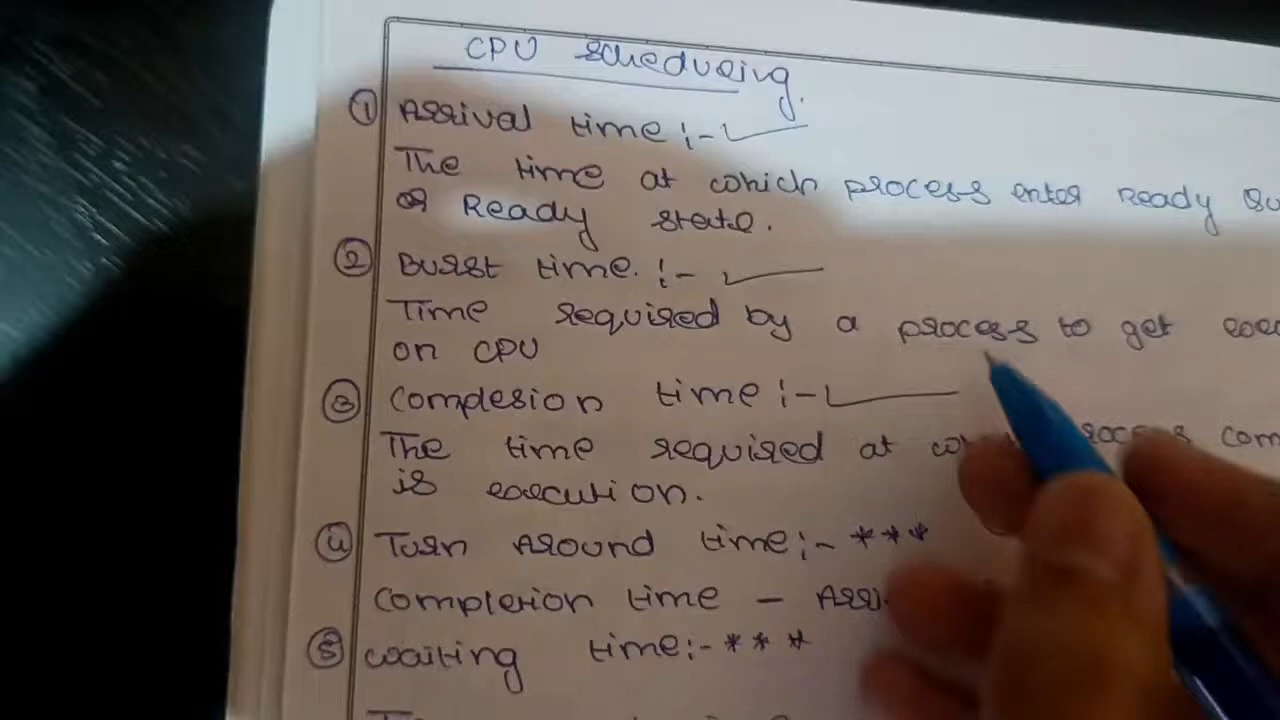 CPU Scheduling.
① Arrival time :-
The time at which process enter Ready
or Ready state.
② Burst time. :-
Time required by a process to get
on CPU
③ Complesion time :-
The time required at
is execution.
④ Turn Around time :- ***
Completion time -
⑤ waiting time :- ***